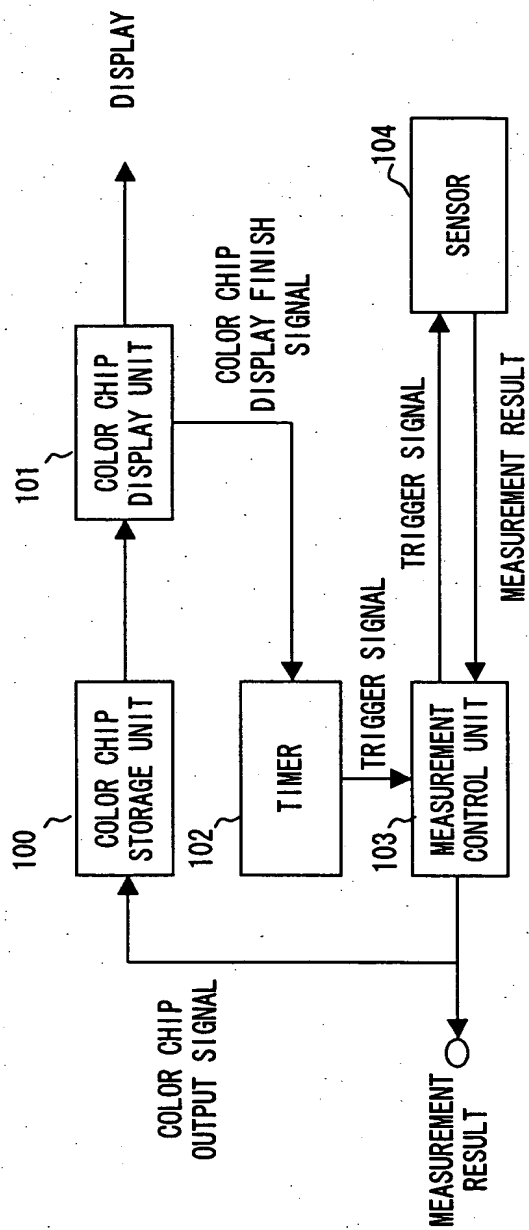 100
COLOR CHIP
STORAGE UNIT
101
COLOR CHIP
DISPLAY UNIT
DISPLAY
COLOR CHIP
OUTPUT SIGNAL
102
TIMER
COLOR CHIP
DISPLAY FINISH
SIGNAL
TRIGGER SIGNAL
103
MEASUREMENT
CONTROL UNIT
TRIGGER SIGNAL
104
SENSOR
MEASUREMENT RESULT
MEASUREMENT
RESULT